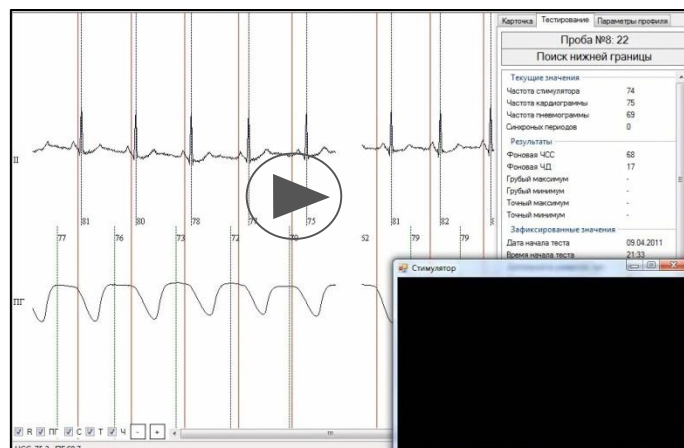 Карточка Тестирование Параметры профиля
Проба №8: 22
Поиск нижней границы
Текущие значения
Частота стимулятора 74
Частота кардиограммы 75
Частота пневмограммы 69
Синхроных периодов 0
Результаты
Фоновая ЧСС 68
Фоновая ЧД 17
Грубый максимум -
Грубый минимум -
Точный максимум -
Точный минимум -
Зафиксированные значения
Дата начала теста 09.04.2011
Время начала теста 21:33
II
81 80 78 75 81 82
77 76 73 72 52 79 79
Стимулятор
ПГ
R ПГ С Т Ч - +